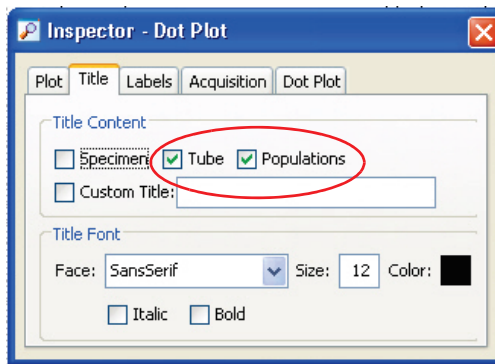 Inspector - Dot Plot
Plot Title Labels Acquisition Dot Plot
Title Content
Specimen Tube Populations
Custom Title:
Title Font
Face: SansSerif Size: 12 Color:
Italic Bold